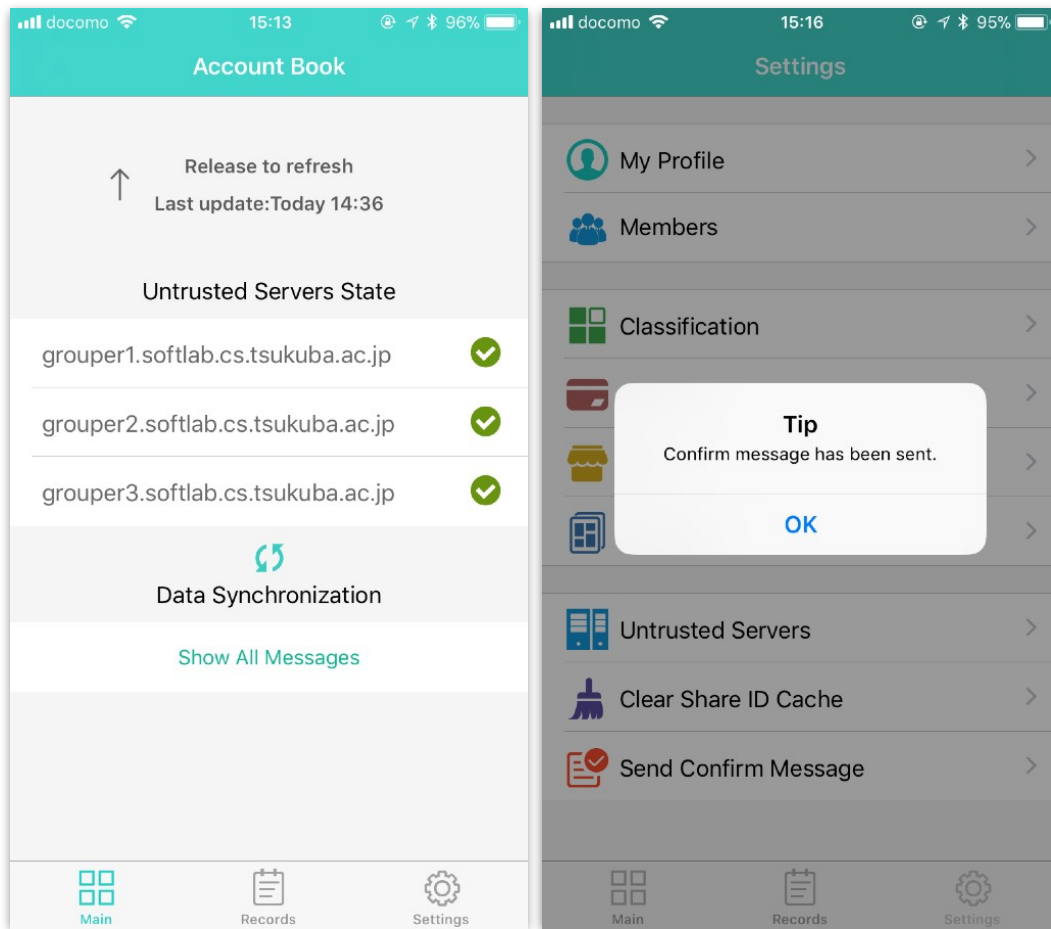 docomo 15:13 96%
Account Book
Release to refresh
Last update:Today 14:36
Untrusted Servers State
grouper1.softlab.cs.tsukuba.ac.jp
grouper2.softlab.cs.tsukuba.ac.jp
grouper3.softlab.cs.tsukuba.ac.jp
Data Synchronization
Show All Messages
Main Records Settings
docomo 15:16 95%
Settings
My Profile
Members
Classification
Tip
Confirm message has been sent.
OK
Untrusted Servers
Clear Share ID Cache
Send Confirm Message
Main Records Settings